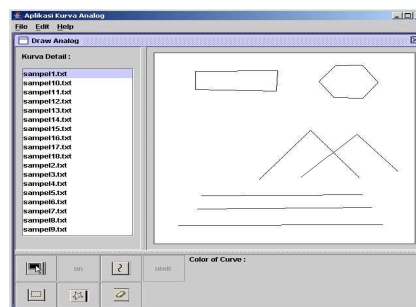 Aplikasi Kurva Analog
File Edit Help
Draw Analog
Kurva Detail :
sampel1.txt
sampel10.txt
sampel11.txt
sampel12.txt
sampel13.txt
sampel14.txt
sampel15.txt
sampel16.txt
sampel17.txt
sampel18.txt
sampel2.txt
sampel3.txt
sampel4.txt
sampel5.txt
sampel6.txt
sampel7.txt
sampel8.txt
sampel9.txt
Color of Curve :